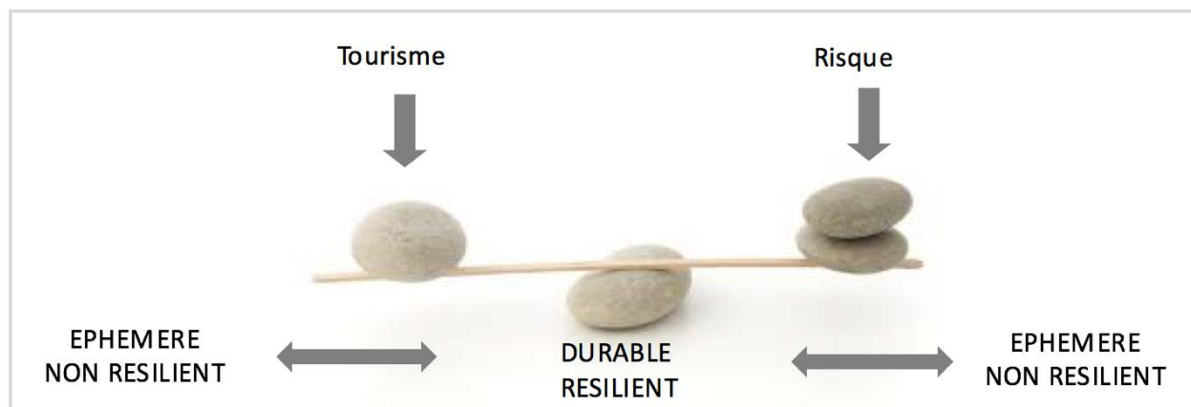 Tourisme
Risque
EPHEMERE
NON RESILIENT
DURABLE
RESILIENT
EPHEMERE
NON RESILIENT